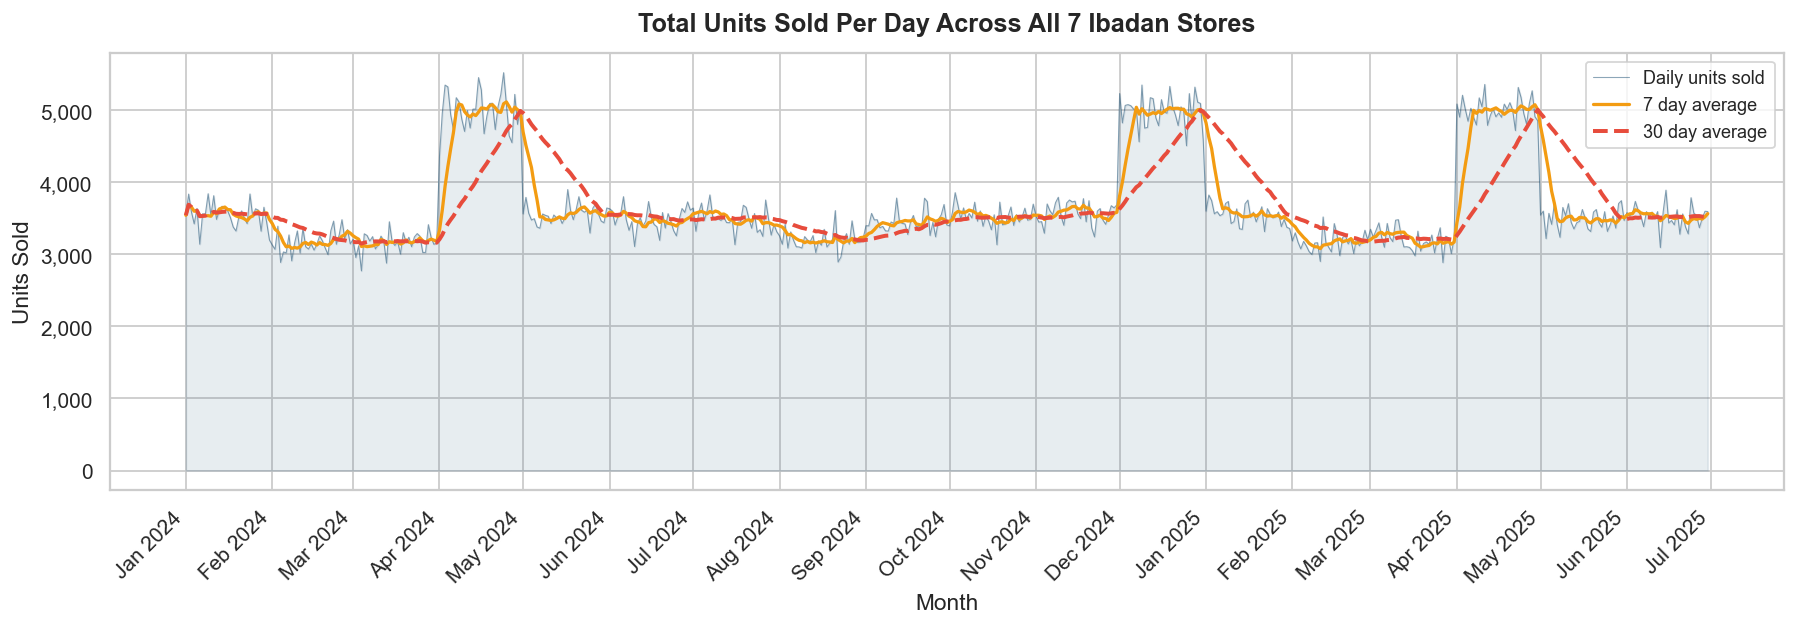 Total Units Sold Per Day Across All 7 Ibadan Stores
Daily units sold
7 day average
30 day average
Units Sold
5,000
4,000
3,000
2,000
1,000
0
Jan 2024
Feb 2024
Mar 2024
Apr 2024
May 2024
Jun 2024
Jul 2024
Aug 2024
Sep 2024
Oct 2024
Nov 2024
Dec 2024
Jan 2025
Feb 2025
Mar 2025
Apr 2025
May 2025
Jun 2025
Jul 2025
Month